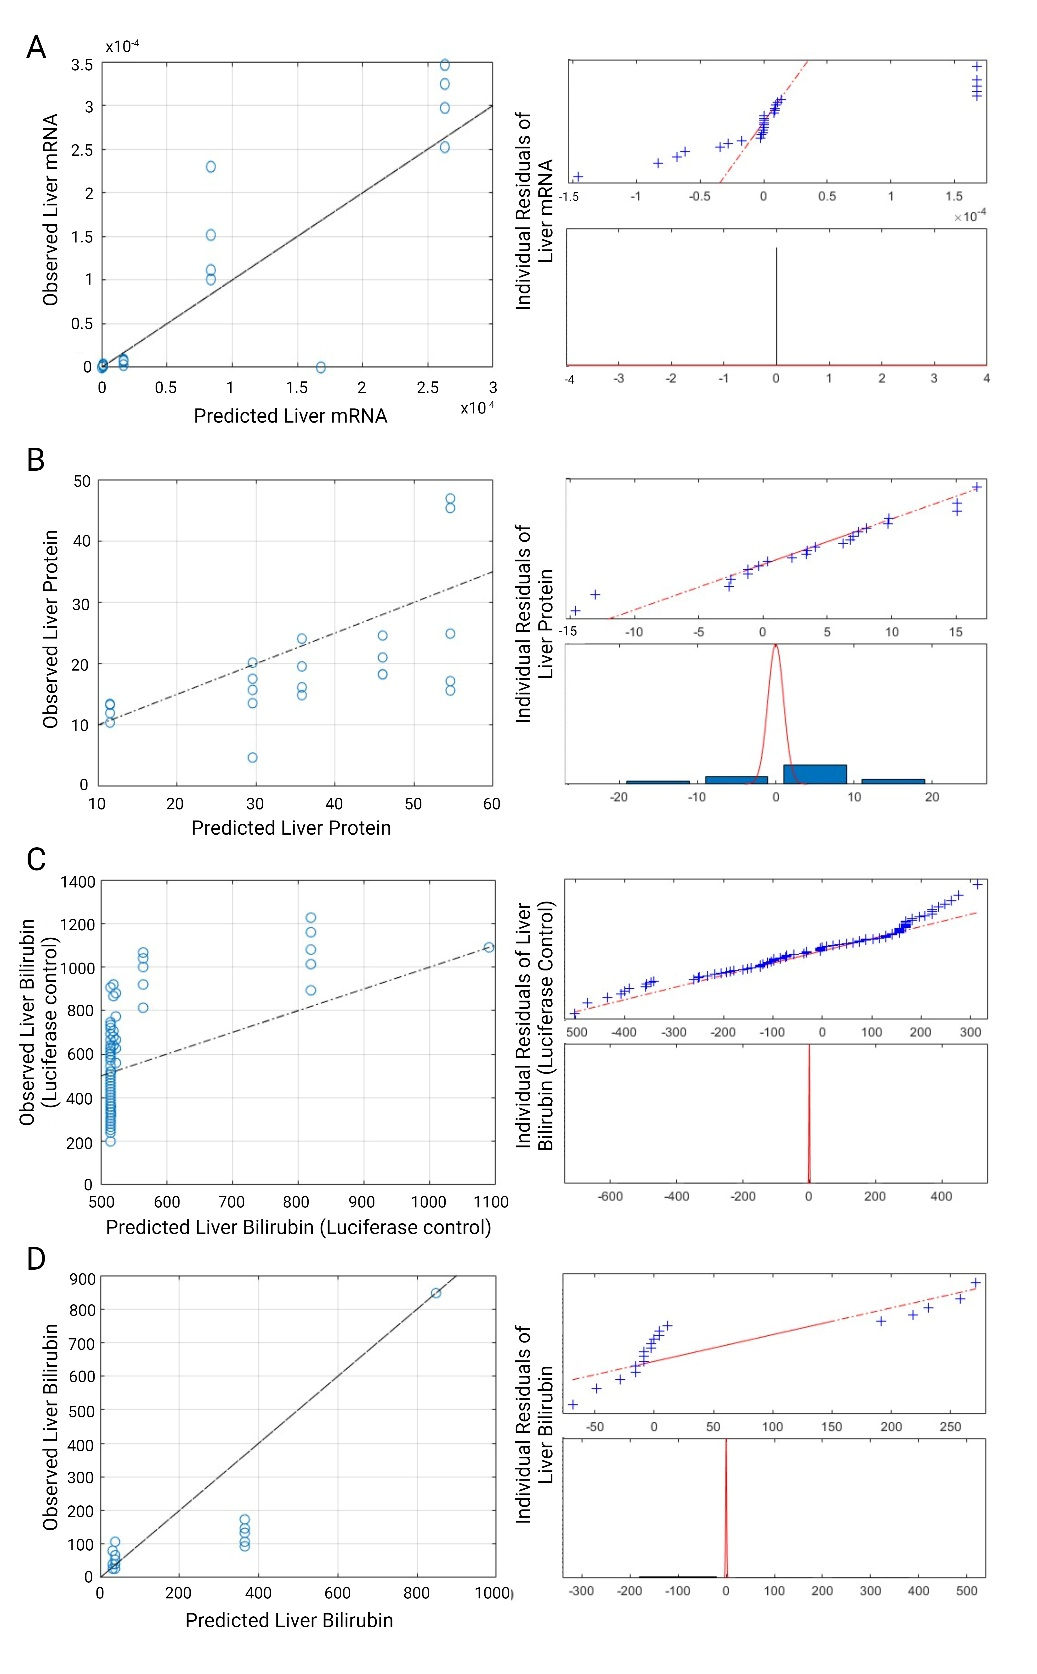 A
x10⁻⁴
3.5
3
2.5
2
1.5
1
0.5
0
0 0.5 1 1.5 2 2.5 3
x10⁴
Observed Liver mRNA
Predicted Liver mRNA
Individual Residuals of
Liver mRNA
-1.5 -1 -0.5 0 0.5 1 1.5
×10⁻⁴
-4 -3 -2 -1 0 1 2 3 4
B
50
40
30
20
10
0
10 20 30 40 50 60
Observed Liver Protein
Predicted Liver Protein
Individual Residuals of
Liver Protein
-15 -10 -5 0 5 10 15
-20 -10 0 10 20
C
1400
1200
1000
800
600
400
200
0
500 600 700 800 900 1000 1100
Observed Liver Bilirubin
(Luciferase control)
Predicted Liver Bilirubin (Luciferase control)
Individual Residuals of Liver
Bilirubin (Luciferase Control)
500 -400 -300 -200 -100 0 100 200 300
-600 -400 -200 0 200 400
D
900
800
700
600
500
400
300
200
100
0
0 200 400 600 800 1000
Observed Liver Bilirubin
Predicted Liver Bilirubin
Individual Residuals of
Liver Bilirubin
-50 0 50 100 150 200 250
-300 -200 -100 0 100 200 300 400 500